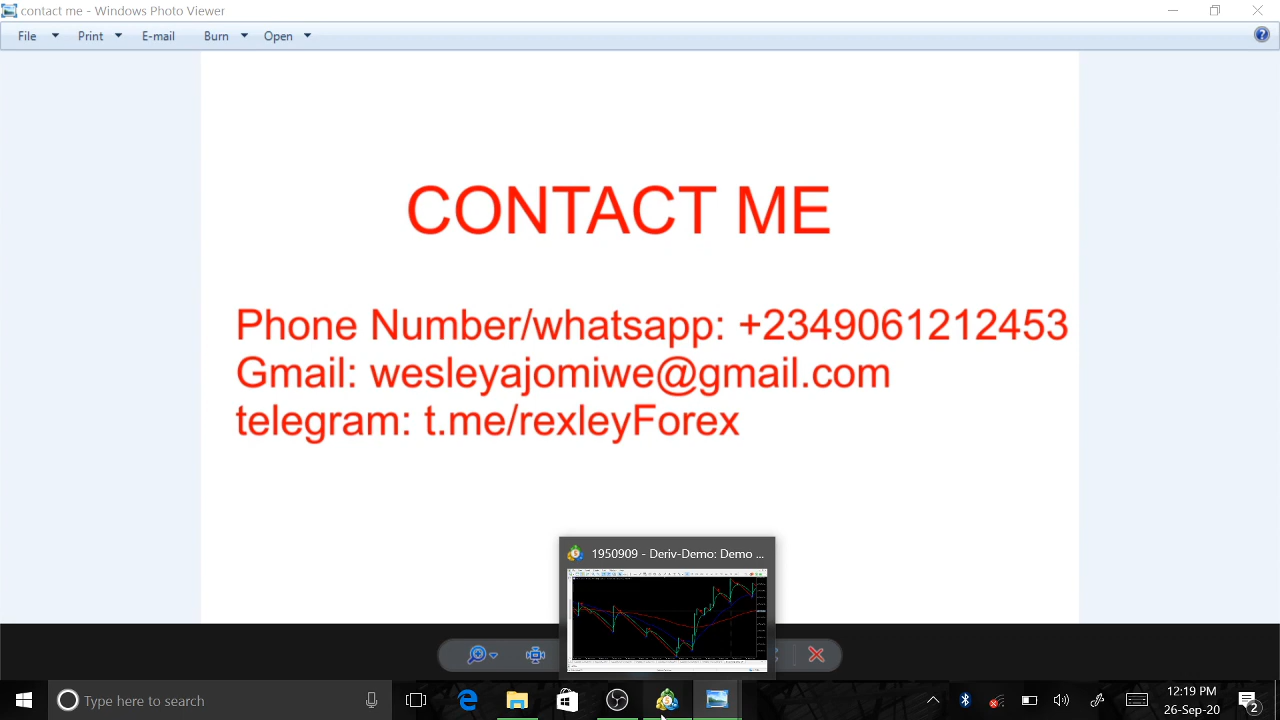 contact me - Windows Photo Viewer
File Print E-mail Burn Open
CONTACT ME
Phone Number/whatsapp: +2349061212453
Gmail: wesleyajomiwe@gmail.com
telegram: t.me/rexleyForex
1950909 - Deriv-Demo: Demo ...
Type here to search
12:19 PM
26-Sep-20
2